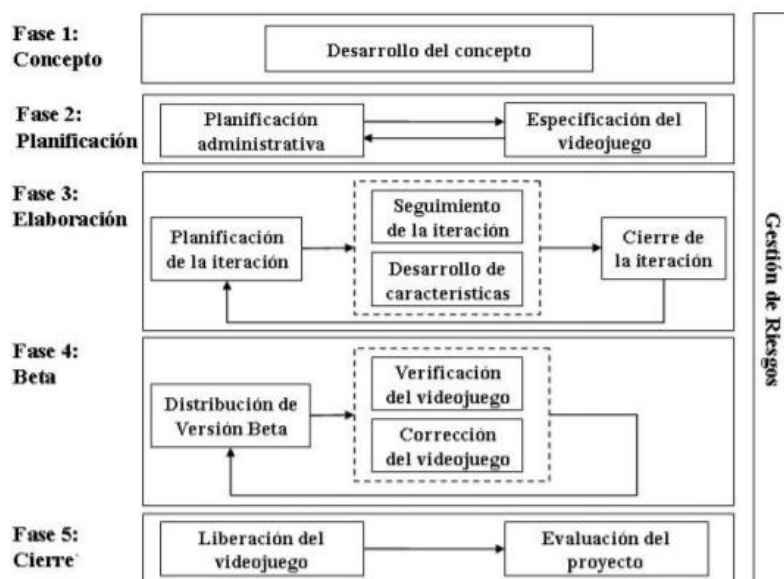 Fase 1:
Concepto
Desarrollo del concepto
Fase 2:
Planificación
Planificación
administrativa
Especificación del
videojuego
Fase 3:
Elaboración
Planificación
de la iteración
Seguimiento
de la iteración
Desarrollo de
características
Cierre de
la iteración
Fase 4:
Beta
Distribución de
Versión Beta
Verificación
del videojuego
Corrección
del videojuego
Fase 5:
Cierre
Liberación del
videojuego
Evaluación del
proyecto
Gestión de Riesgos